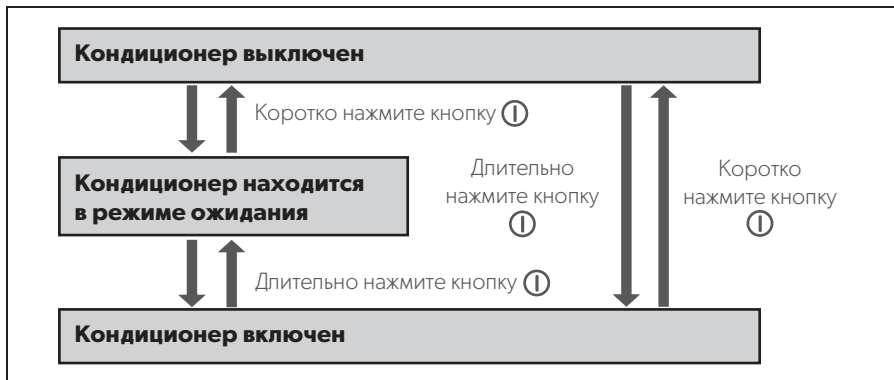 Кондиционер выключен
Коротко нажмите кнопку
Кондиционер находится
в режиме ожидания
Длительно
нажмите кнопку
Коротко
нажмите кнопку
Длительно нажмите кнопку
Кондиционер включен